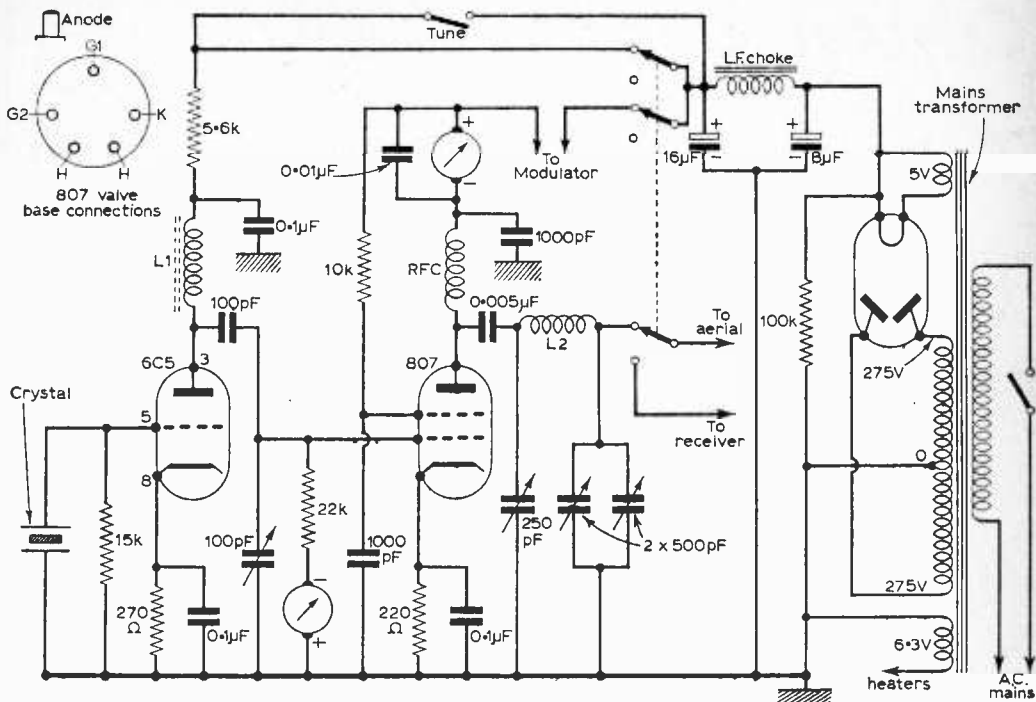 Anode
G1
G2
K
H
H
807 valve
base connections
Tune
L.F. choke
Mains
transformer
5·6k
0·01µF
+
-
To
Modulator
+
16µF
-
+
8µF
-
5V
0·1µF
L1
10k
1000pF
RFC
100pF
0·005µF
L2
To
aerial
100k
6C5
3
807
275V
Crystal
5
To
receiver
8
0
22k
250
pF
2 x 500pF
15k
100pF
1000
pF
-
+
270
Ω
0·1µF
220
Ω
0·1µF
275V
6·3V
heaters
A.C.
mains